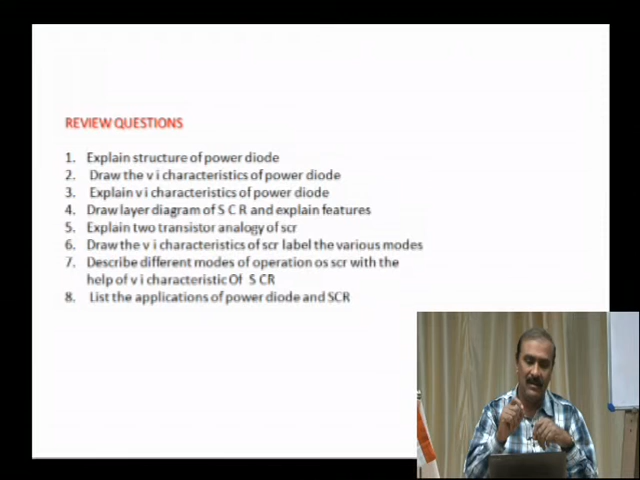 REVIEW QUESTIONS
1. Explain structure of power diode
2. Draw the v i characteristics of power diode
3. Explain v i characteristics of power diode
4. Draw layer diagram of S C R and explain features
5. Explain two transistor analogy of scr
6. Draw the v i characteristics of scr label the various modes
7. Describe different modes of operation os scr with the
help of v i characteristic Of S CR
8. List the applications of power diode and SCR